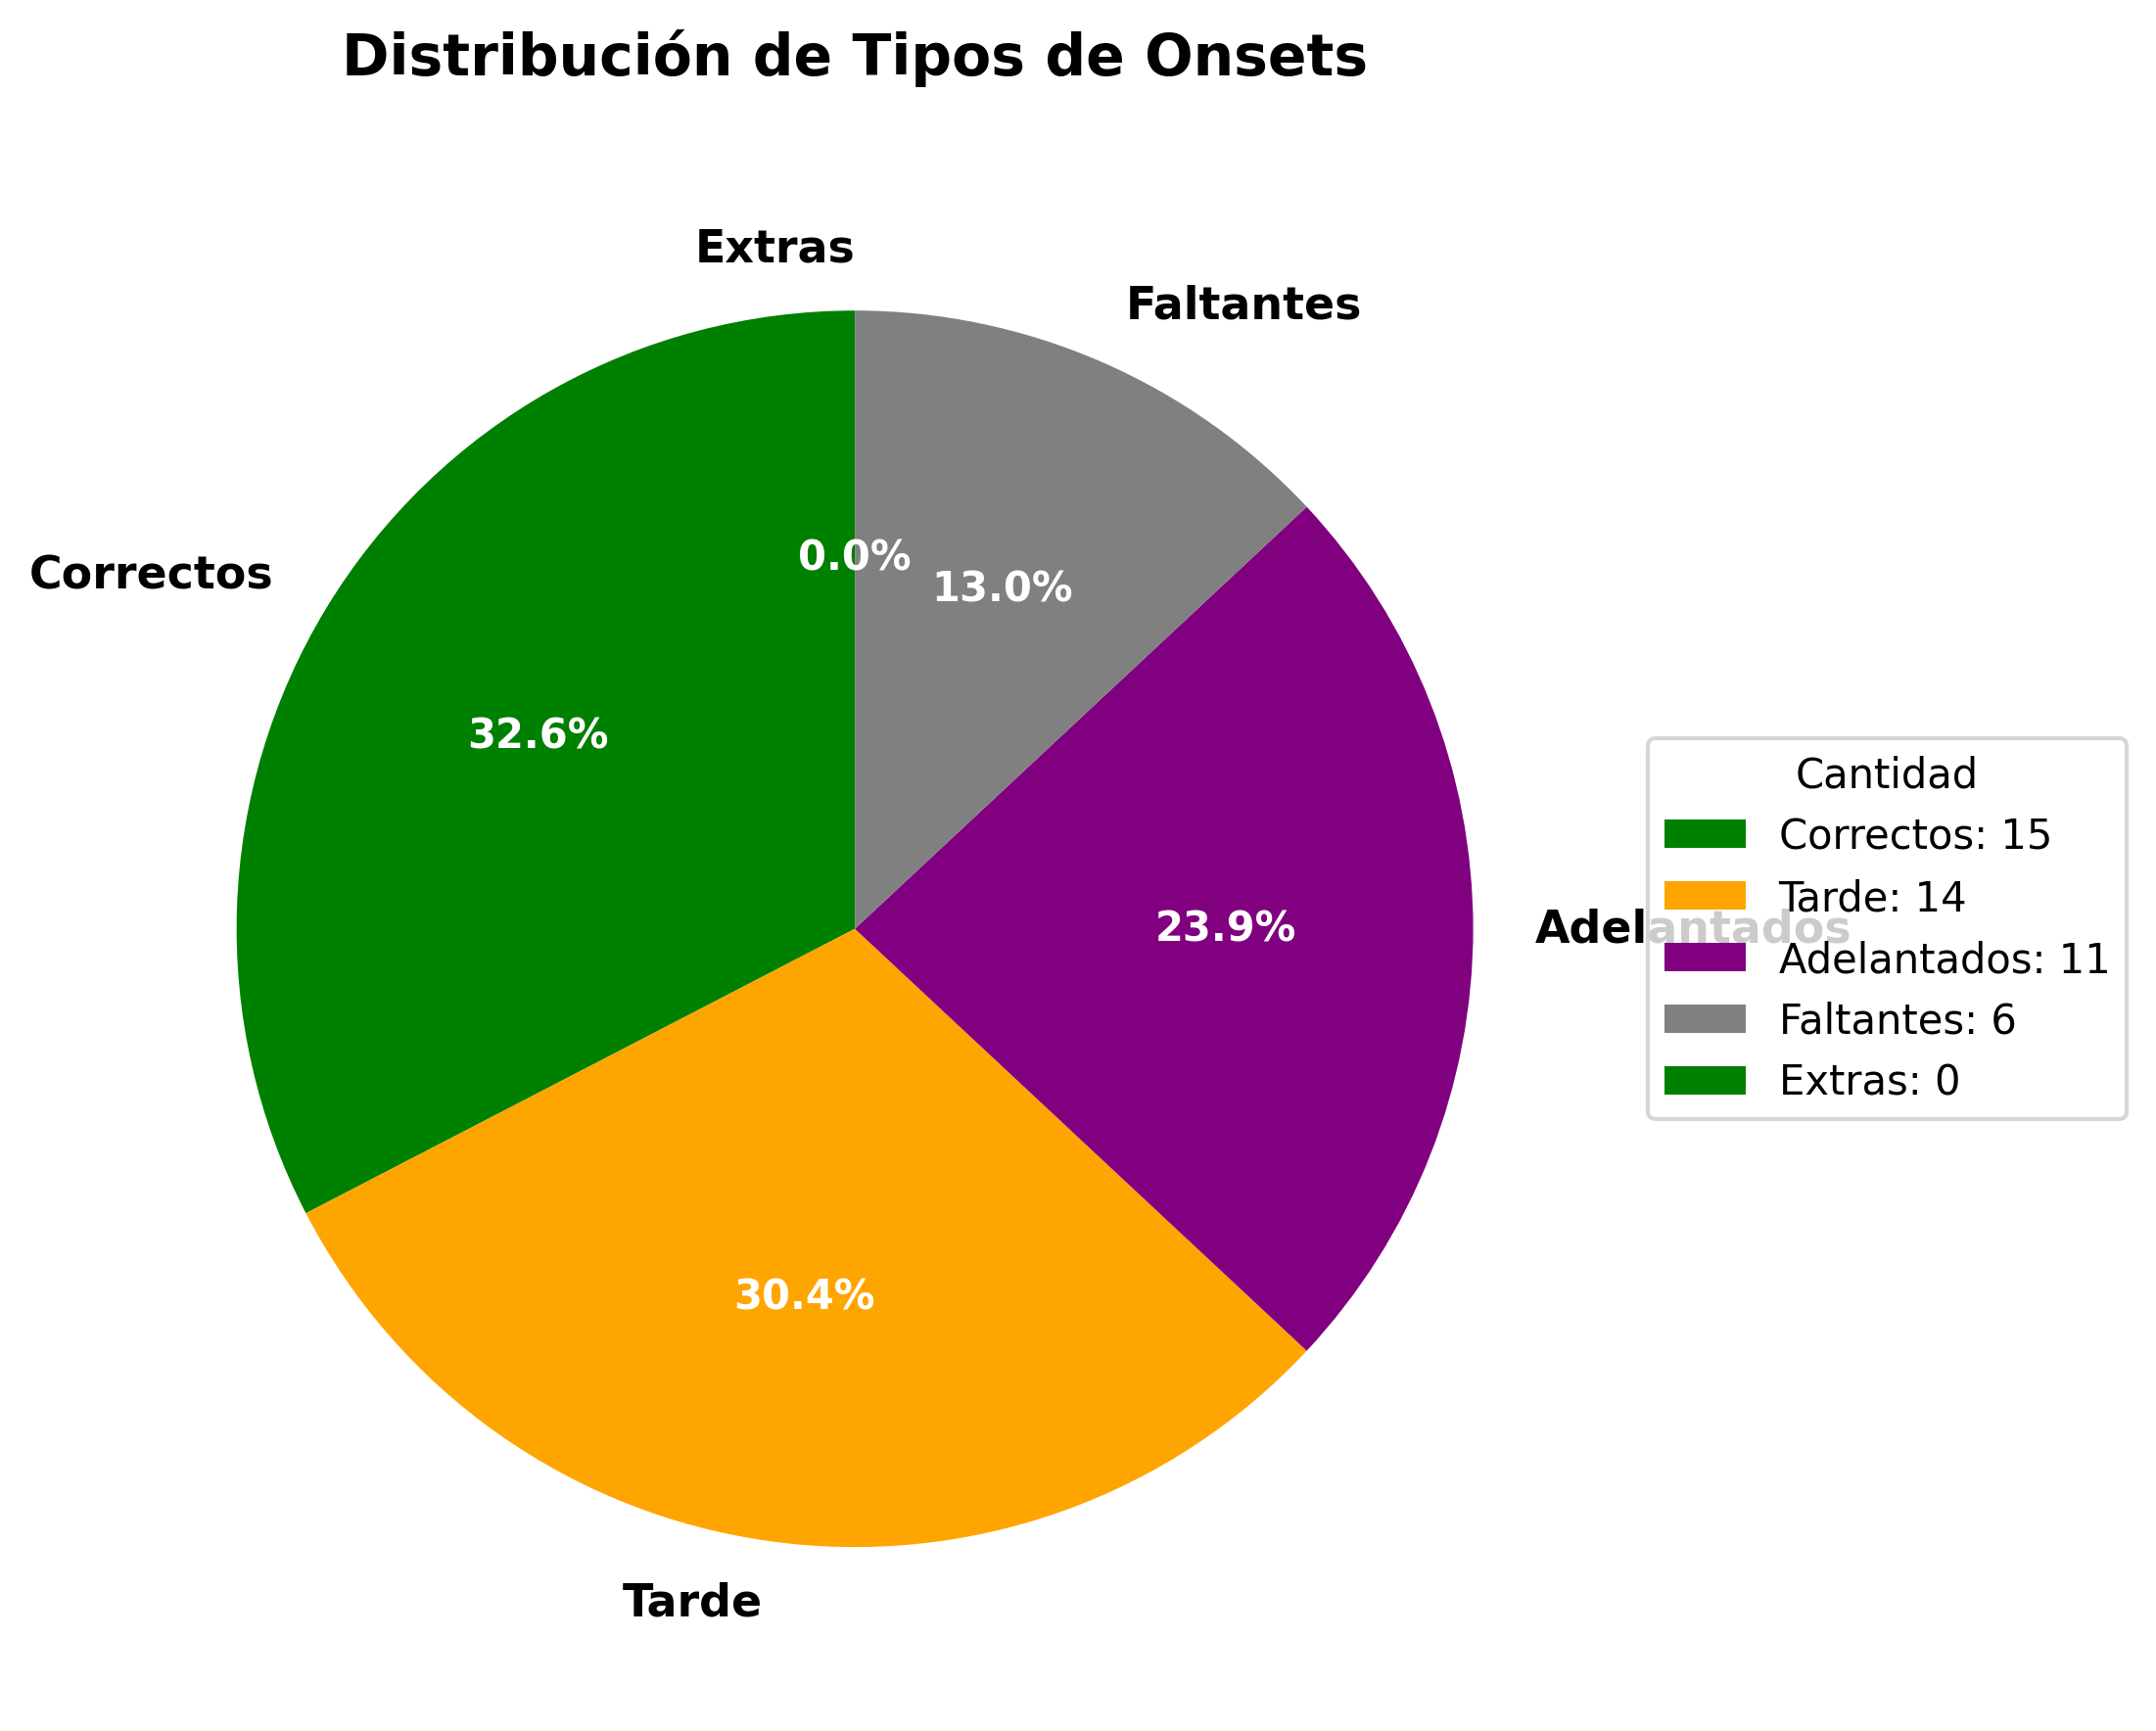 Distribución de Tipos de Onsets
Extras
Faltantes
Correctos
0.0%
13.0%
32.6%
23.9%
Adelantados
30.4%
Tarde
Cantidad
Correctos: 15
Tarde: 14
Adelantados: 11
Faltantes: 6
Extras: 0